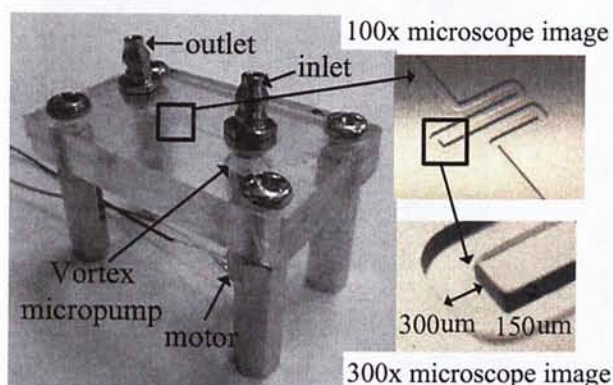 outlet
inlet
100x microscope image
Vortex
micropump
motor
300um
150um
300x microscope image